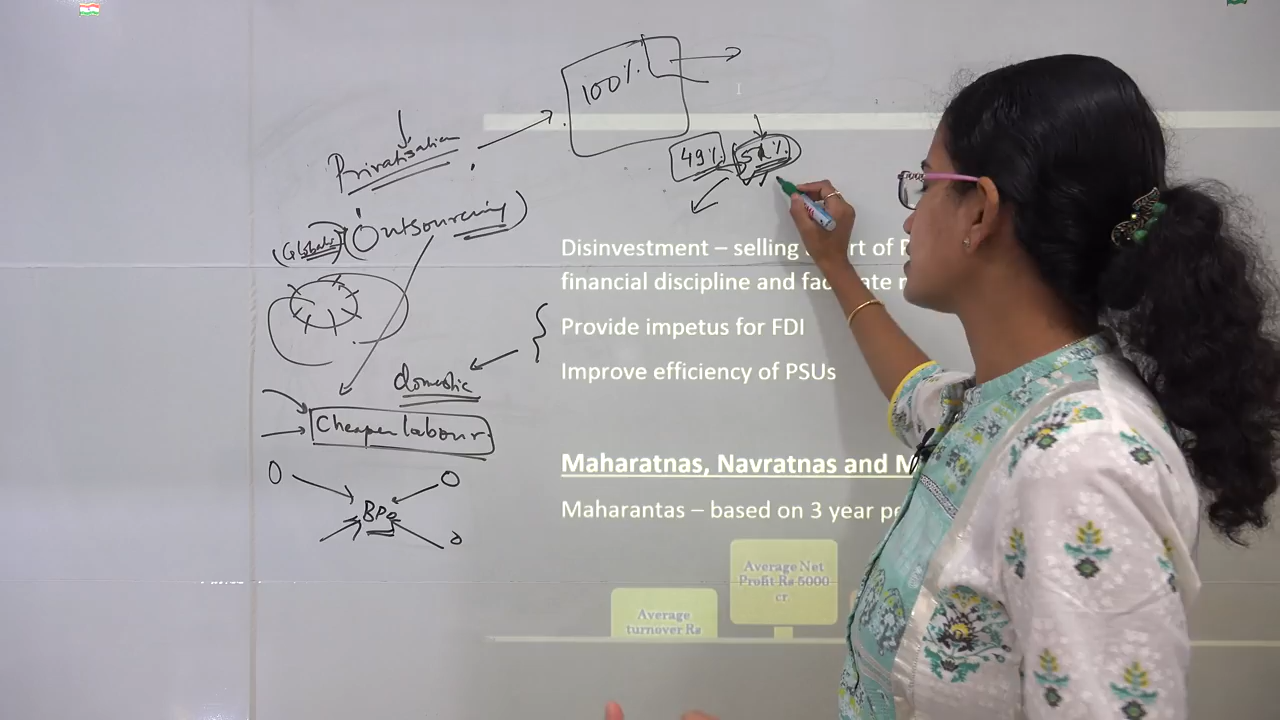 100%
Privatisation
49% 51%
(Outsourcing)
(Globalis)
Disinvestment – selling
financial discipline and
Provide impetus for FDI
Improve efficiency of PSUs
domestic
Cheaper labour
Maharatnas, Navratnas and M
BPO
Maharantas – based on 3 year pe
Average Net
Profit Rs 5000
cr
Average
turnover Rs